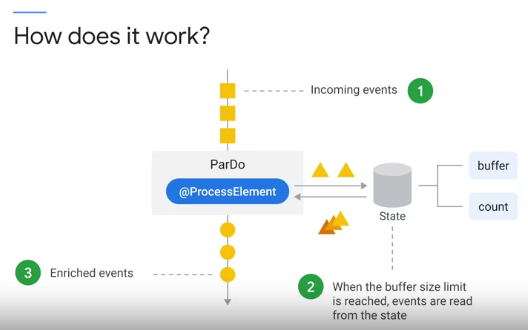 How does it work?
Incoming events
1
ParDo
@ProcessElement
State
buffer
count
3
Enriched events
2
When the buffer size limit
is reached, events are read
from the state